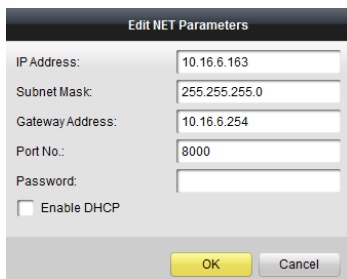 Edit NET Parameters
IP Address: 10.16.6.163
Subnet Mask: 255.255.255.0
Gateway Address: 10.16.6.254
Port No.: 8000
Password:
Enable DHCP
OK Cancel